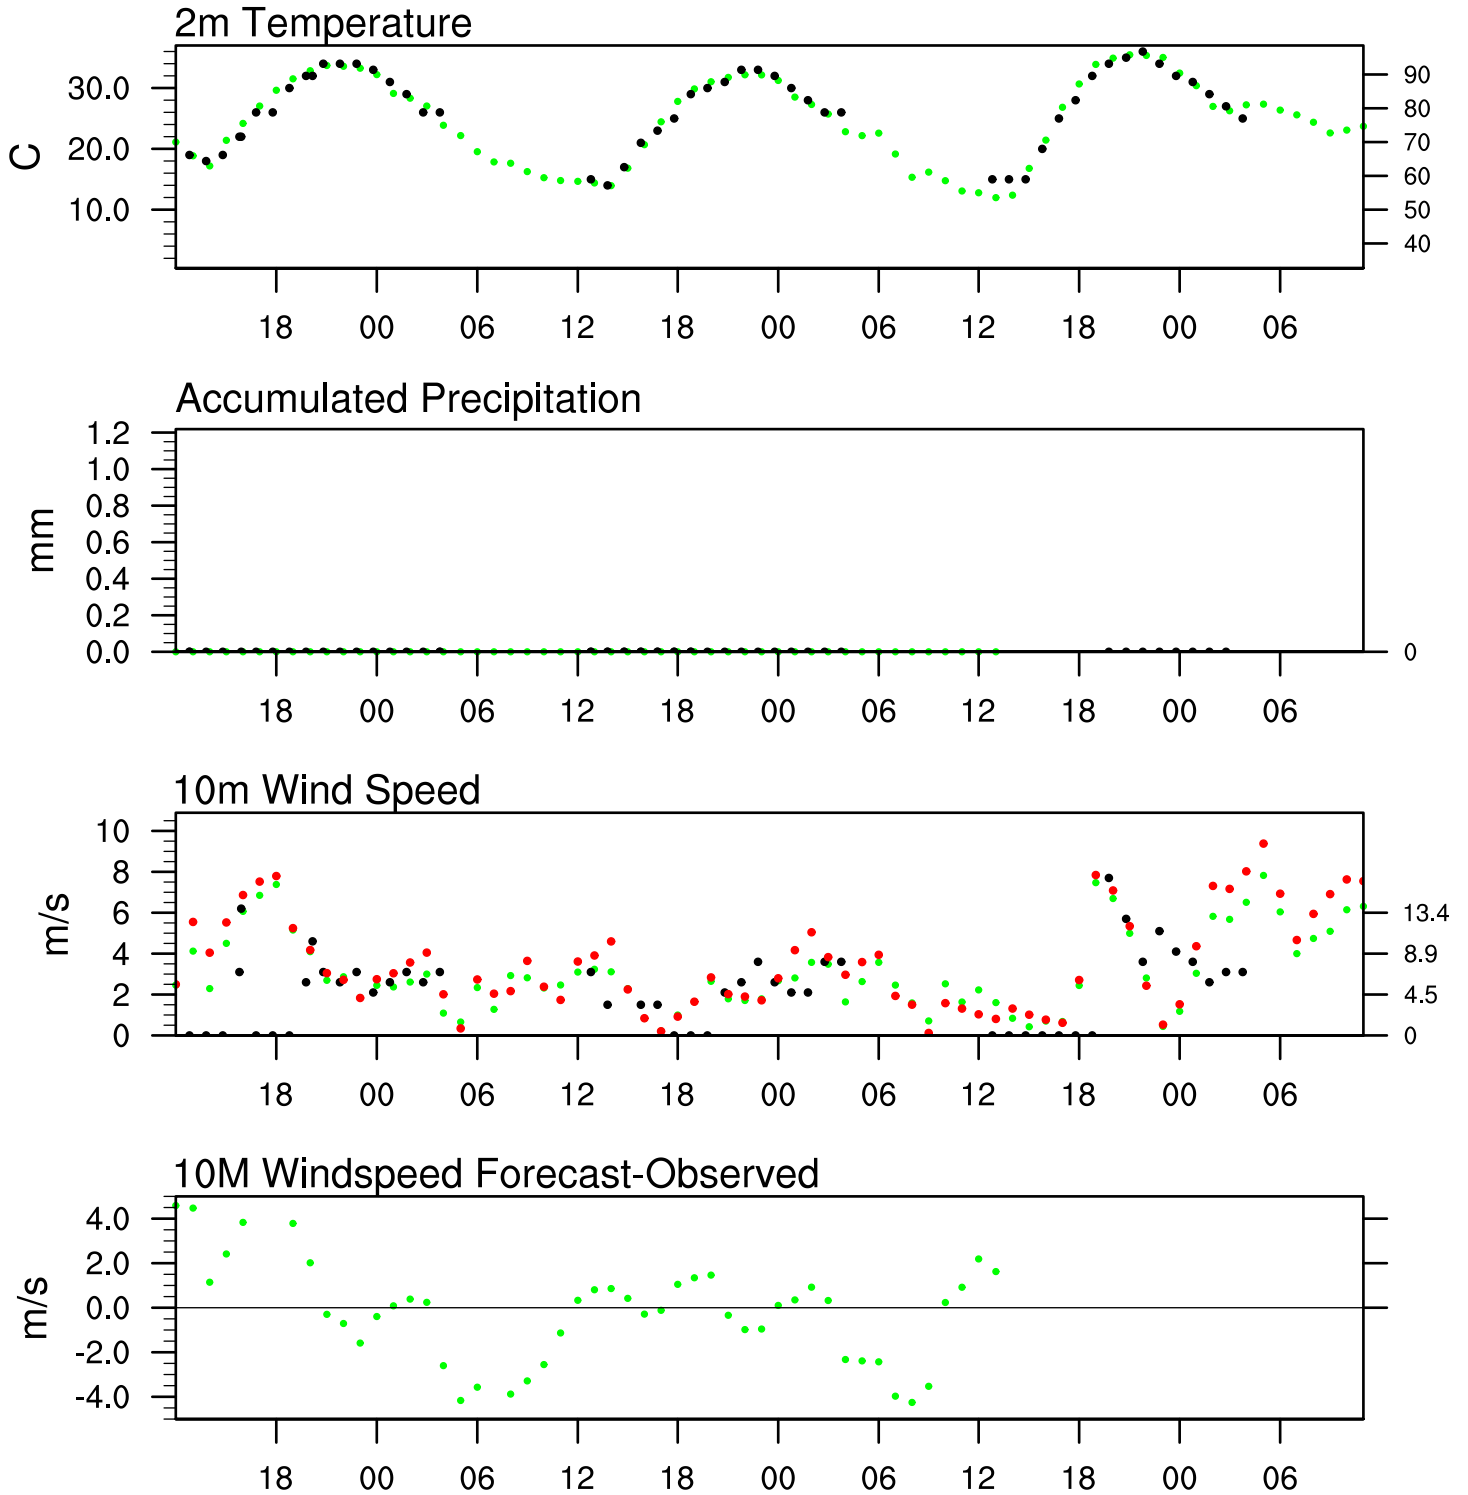 2m Temperature
C
30.0
20.0
10.0
90
80
70
60
50
40
18 00 06 12 18 00 06 12 18 00 06
Accumulated Precipitation
mm
1.2
1.0
0.8
0.6
0.4
0.2
0.0
0
18 00 06 12 18 00 06 12 18 00 06
10m Wind Speed
m/s
10
8
6
4
2
0
13.4
8.9
4.5
0
18 00 06 12 18 00 06 12 18 00 06
10M Windspeed Forecast-Observed
m/s
4.0
2.0
0.0
-2.0
-4.0
18 00 06 12 18 00 06 12 18 00 06